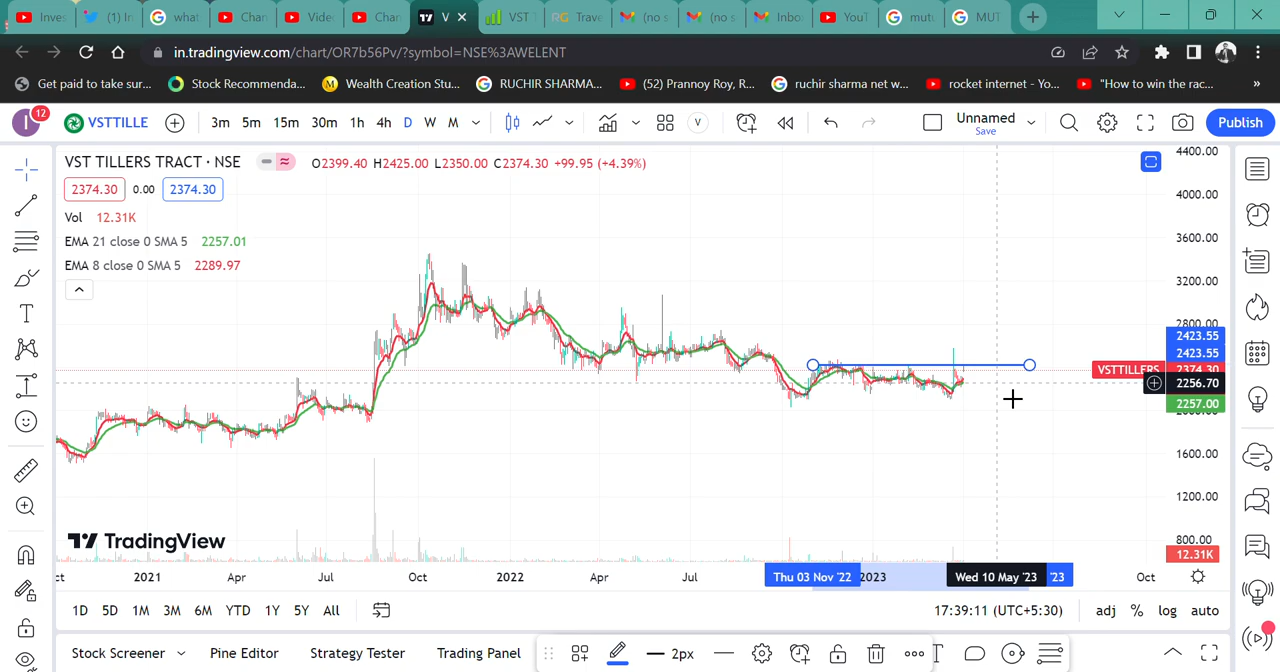 Inves
(1) In
what
Chan
Vide
Chan
V
VST
Trave
(no s
(no s
Inbo
YouT
mutu
MUT
in.tradingview.com/chart/OR7b56Pv/?symbol=NSE%3AWELENT
Get paid to take sur...
Stock Recommenda...
Wealth Creation Stu...
RUCHIR SHARMA...
(52) Prannoy Roy, R...
ruchir sharma net w...
rocket internet - Yo...
"How to win the rac...
»
I
12
VSTTILLE
3m 5m 15m 30m 1h 4h D W M
V
Unnamed
Save
Publish
VST TILLERS TRACT · NSE
O2399.40 H2425.00 L2350.00 C2374.30 +99.95 (+4.39%)
2374.30 0.00 2374.30
Vol 12.31K
EMA 21 close 0 SMA 5 2257.01
EMA 8 close 0 SMA 5 2289.97
4400.00
4000.00
3600.00
3200.00
2800.00
2423.55
2423.55
VSTTILLERS 2374.30
2256.70
2257.00
2000.00
1600.00
1200.00
800.00
12.31K
TradingView
2021 Apr Jul Oct 2022 Apr Jul Thu 03 Nov '22 2023 Wed 10 May '23 '23 Oct
1D 5D 1M 3M 6M YTD 1Y 5Y All
17:39:11 (UTC+5:30) adj % log auto
Stock Screener Pine Editor Strategy Tester Trading Panel
2px